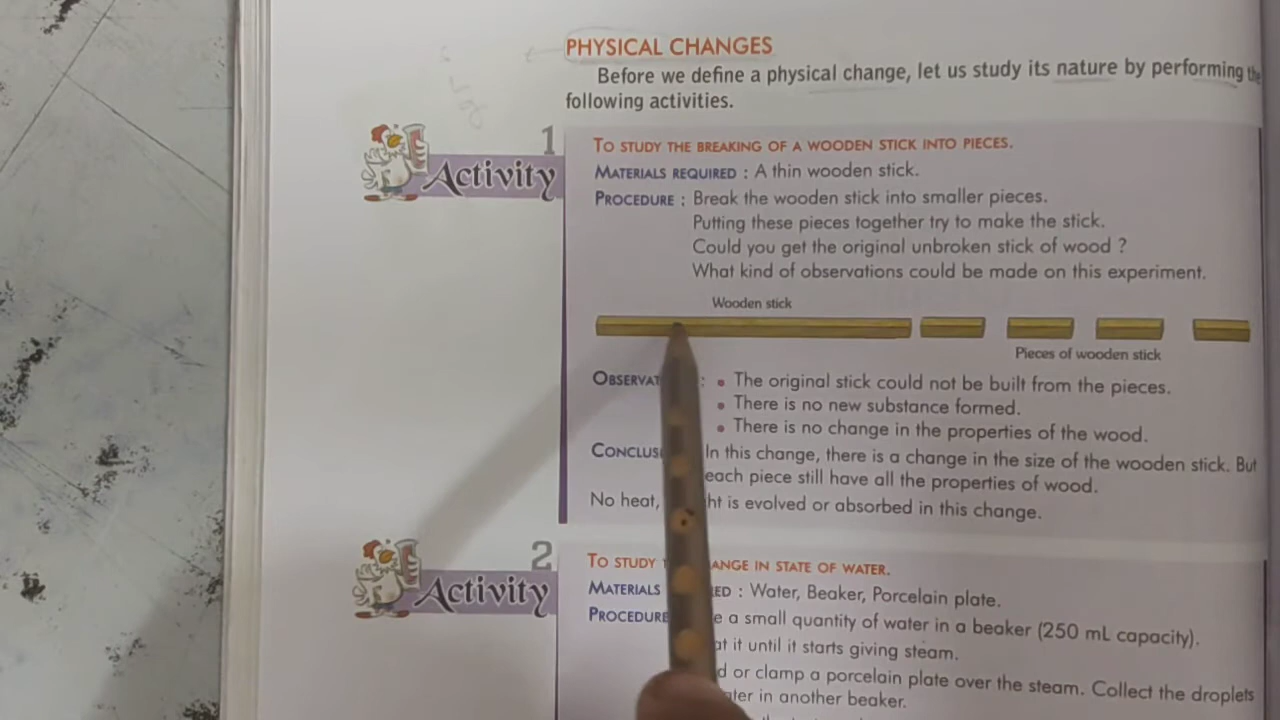 PHYSICAL CHANGES
Before we define a physical change, let us study its nature by performing the
following activities.
1
Activity
TO STUDY THE BREAKING OF A WOODEN STICK INTO PIECES.
MATERIALS REQUIRED : A thin wooden stick.
PROCEDURE : Break the wooden stick into smaller pieces.
Putting these pieces together try to make the stick.
Could you get the original unbroken stick of wood ?
What kind of observations could be made on this experiment.
Wooden stick
Pieces of wooden stick
OBSERVAT : • The original stick could not be built from the pieces.
• There is no new substance formed.
• There is no change in the properties of the wood.
CONCLUS In this change, there is a change in the size of the wooden stick. But
each piece still have all the properties of wood.
No heat, ht is evolved or absorbed in this change.
2
Activity
TO STUDY ANGE IN STATE OF WATER.
MATERIALS ED : Water, Beaker, Porcelain plate.
PROCEDURE e a small quantity of water in a beaker (250 mL capacity).
at it until it starts giving steam.
d or clamp a porcelain plate over the steam. Collect the droplets
ater in another beaker.